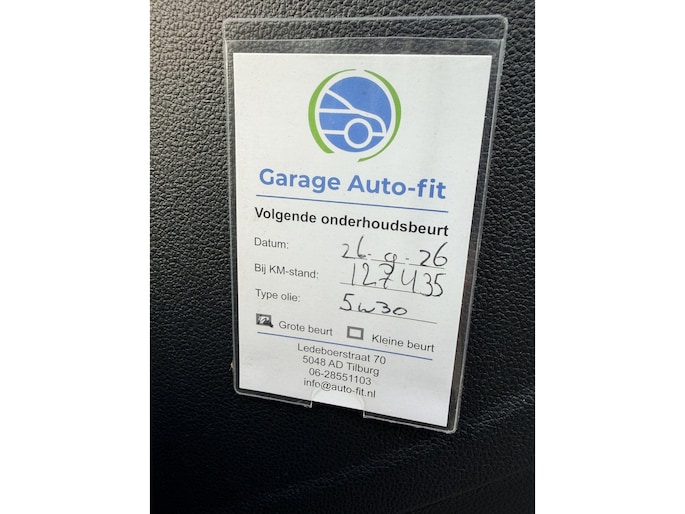 Garage Auto-fit
Volgende onderhoudsbeurt
Datum: 26-9-26
Bij KM-stand: 127435
Type olie: 5w30
Grote beurt Kleine beurt
Ledeboerstraat 70
5048 AD Tilburg
06-28551103
info@auto-fit.nl